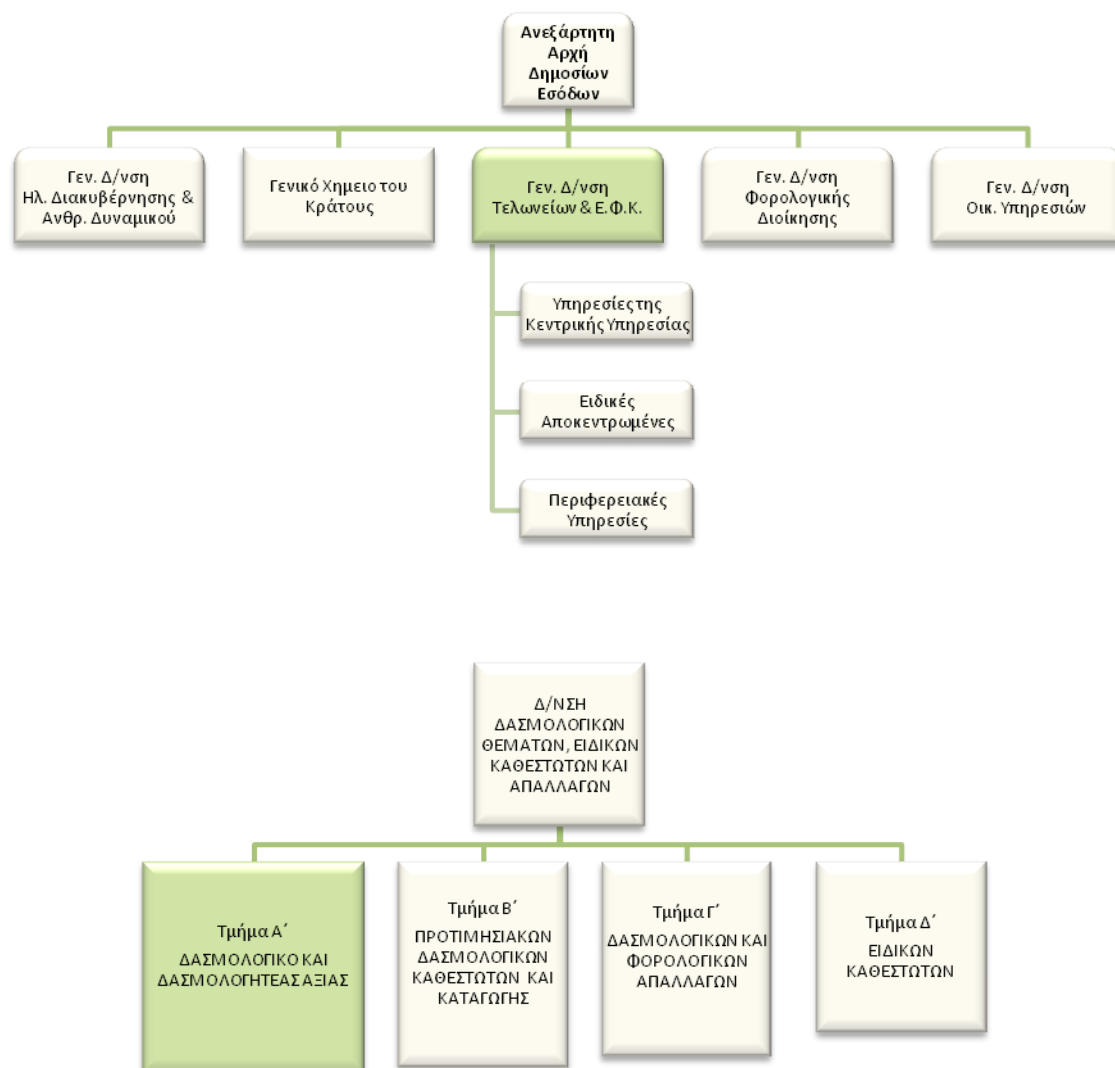 Ανεξάρτητη
Αρχή
Δημοσίων
Εσόδων
Γεν. Δ/νση
Ηλ. Διακυβέρνησης &
Ανθρ. Δυναμικού
Γενικό Χημειο του
Κράτους
Γεν. Δ/νση
Τελωνείων & Ε.Φ.Κ.
Γεν. Δ/νση
Φορολογικής
Διοίκησης
Γεν. Δ/νση
Οικ. Υπηρεσιών
Υπηρεσίες της
Κεντρικής Υπηρεσίας
Ειδικές
Αποκεντρωμένες
Περιφερειακές
Υπηρεσίες
Δ/ΝΣΗ
ΔΑΣΜΟΛΟΓΙΚΩΝ
ΘΕΜΑΤΩΝ, ΕΙΔΙΚΩΝ
ΚΑΘΕΣΤΩΤΩΝ ΚΑΙ
ΑΠΑΛΛΑΓΩΝ
Τμήμα Α΄
ΔΑΣΜΟΛΟΓΙΚΟ ΚΑΙ
ΔΑΣΜΟΛΟΓΗΤΕΑΣ ΑΞΙΑΣ
Τμήμα Β΄
ΠΡΟΤΙΜΗΣΙΑΚΩΝ
ΔΑΣΜΟΛΟΓΙΚΩΝ
ΚΑΘΕΣΤΩΤΩΝ ΚΑΙ
ΚΑΤΑΓΩΓΗΣ
Τμήμα Γ΄
ΔΑΣΜΟΛΟΓΙΚΩΝ ΚΑΙ
ΦΟΡΟΛΟΓΙΚΩΝ
ΑΠΑΛΛΑΓΩΝ
Τμήμα Δ΄
ΕΙΔΙΚΩΝ
ΚΑΘΕΣΤΩΤΩΝ